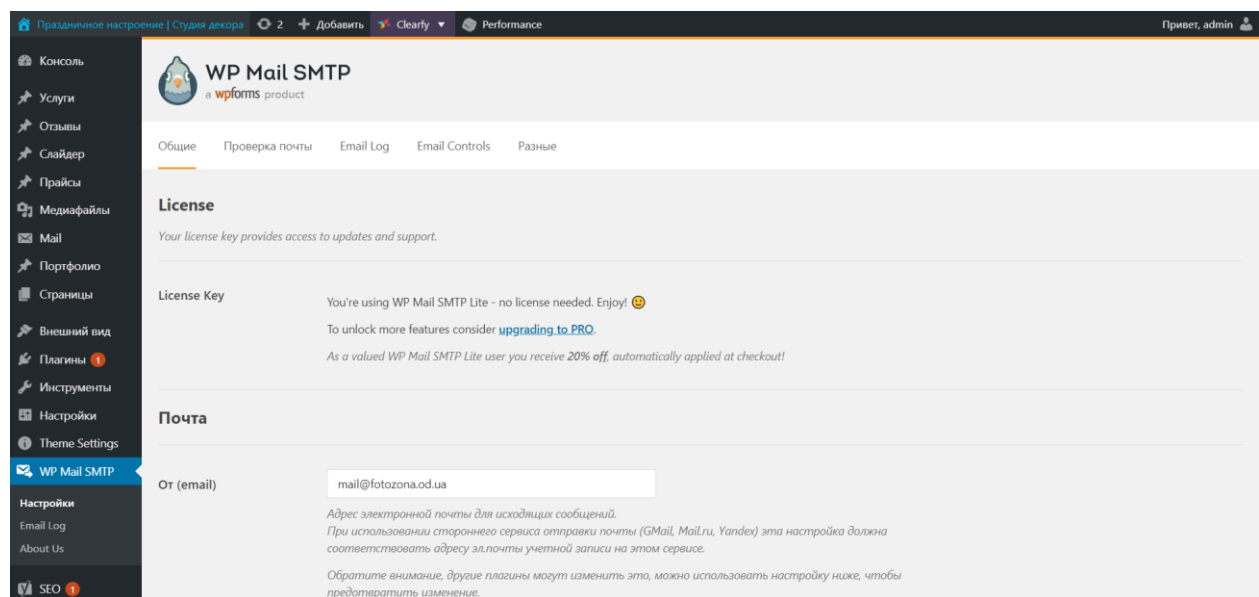 Праздничное настроение | Студия декора 2 Добавить Clearfy ▼ Performance Привет, admin
Консоль
Услуги
Отзывы
Слайдер
Прайсы
Медиафайлы
Mail
Портфолио
Страницы
Внешний вид
Плагины 1
Инструменты
Настройки
Theme Settings
WP Mail SMTP
Настройки
Email Log
About Us
SEO 1
WP Mail SMTP
a wpforms product
Общие Проверка почты Email Log Email Controls Разные
License
Your license key provides access to updates and support.
License Key
You're using WP Mail SMTP Lite - no license needed. Enjoy! 🙂
To unlock more features consider upgrading to PRO.
As a valued WP Mail SMTP Lite user you receive 20% off, automatically applied at checkout!
Почта
От (email)
mail@fotozona.od.ua
Адрес электронной почты для исходящих сообщений.
При использовании стороннего сервиса отправки почты (GMail, Mail.ru, Yandex) эта настройка должна
соответствовать адресу эл.почты учетной записи на этом сервисе.
Обратите внимание, другие плагины могут изменить это, можно использовать настройку ниже, чтобы
предотвратить изменение.